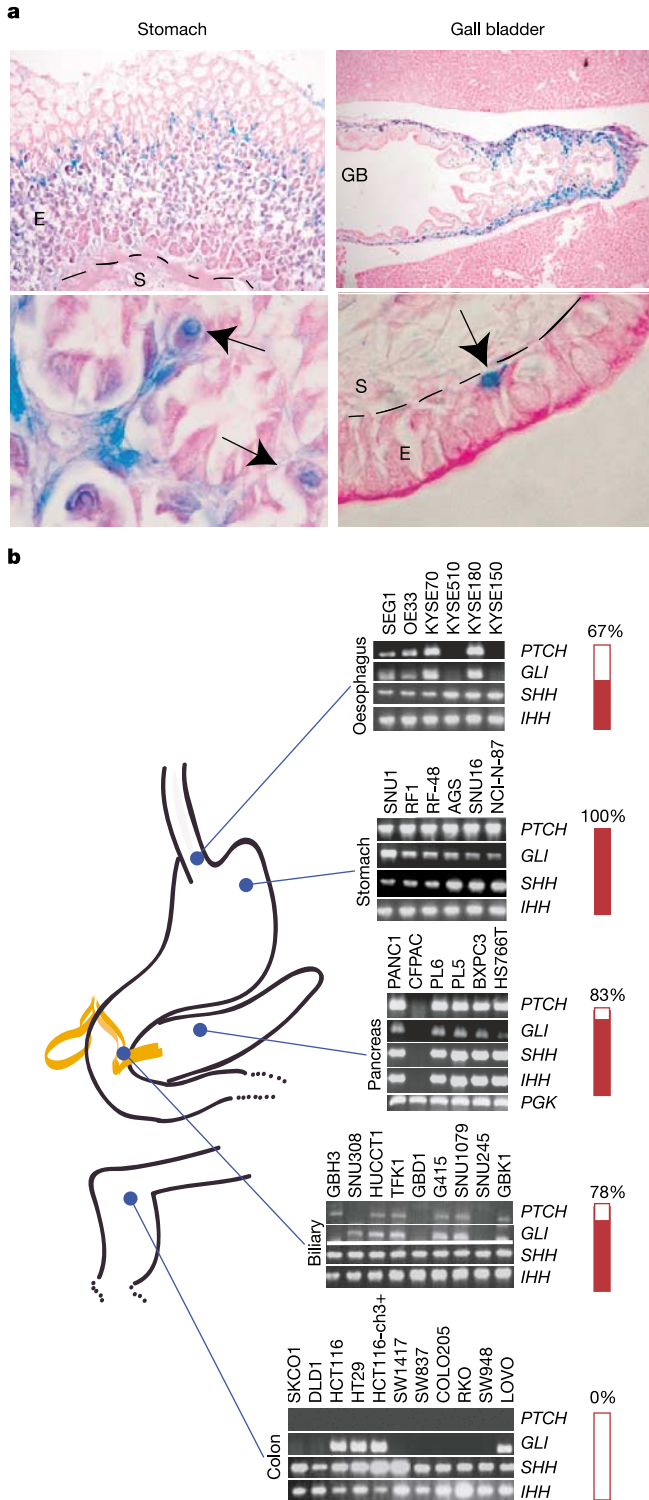 a
Stomach
Gall bladder
E
S
GB
S
E
b
SEG1
OE33
KYSE70
KYSE510
KYSE180
KYSE150
Oesophagus
PTCH
GLI
SHH
IHH
67%
SNU1
RF1
RF-48
AGS
SNU16
NCI-N-87
Stomach
PTCH
GLI
SHH
IHH
100%
PANC1
CFPAC
PL6
PL5
BXPC3
HS766T
Pancreas
PTCH
GLI
SHH
IHH
PGK
83%
GBH3
SNU308
HUCCT1
TFK1
GBD1
G415
SNU1079
SNU245
GBK1
Biliary
PTCH
GLI
SHH
IHH
78%
SKCO1
DLD1
HCT116
HT29
HCT116-ch3+
SW1417
SW837
COLO205
RKO
SW948
LOVO
Colon
PTCH
GLI
SHH
IHH
0%